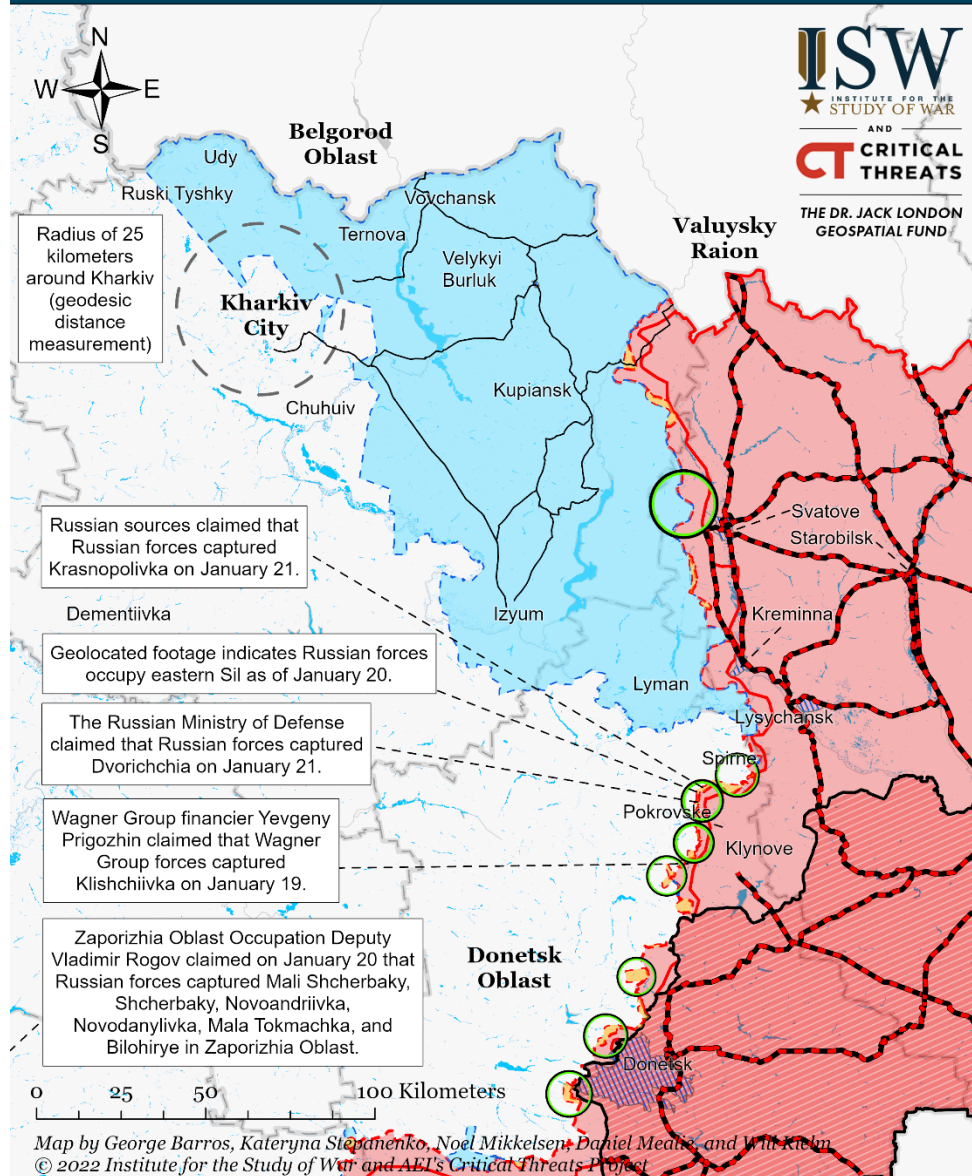 N
W E
S
ISW
INSTITUTE FOR THE
STUDY OF WAR
AND
CT CRITICAL
THREATS
THE DR. JACK LONDON
GEOSPATIAL FUND
Belgorod
Oblast
Udy
Ruski Tyshky
Vovchansk
Ternova
Valuysky
Raion
Radius of 25
kilometers
around Kharkiv
(geodesic
distance
measurement)
Velykyi
Burluk
Kharkiv
City
Kupiansk
Chuhuiv
Svatove
Starobilsk
Russian sources claimed that
Russian forces captured
Krasnopolivka on January 21.
Dementiivka
Izyum
Kreminna
Geolocated footage indicates Russian forces
occupy eastern Sil as of January 20.
Lyman
Lysychansk
The Russian Ministry of Defense
claimed that Russian forces captured
Dvorichchia on January 21.
Spirne
Pokrovske
Klynove
Wagner Group financier Yevgeny
Prigozhin claimed that Wagner
Group forces captured
Klishchiivka on January 19.
Zaporizhia Oblast Occupation Deputy
Vladimir Rogov claimed on January 20 that
Russian forces captured Mali Shcherbaky,
Shcherbaky, Novoandriivka,
Novodanylivka, Mala Tokmachka, and
Bilohirye in Zaporizhia Oblast.
Donetsk
Oblast
Donetsk
0 25 50 100 Kilometers
Map by George Barros, Kateryna Stepanenko, Noel Mikkelsen, Daniel Mealie, and Will Kielm
© 2022 Institute for the Study of War and AEI's Critical Threats Project